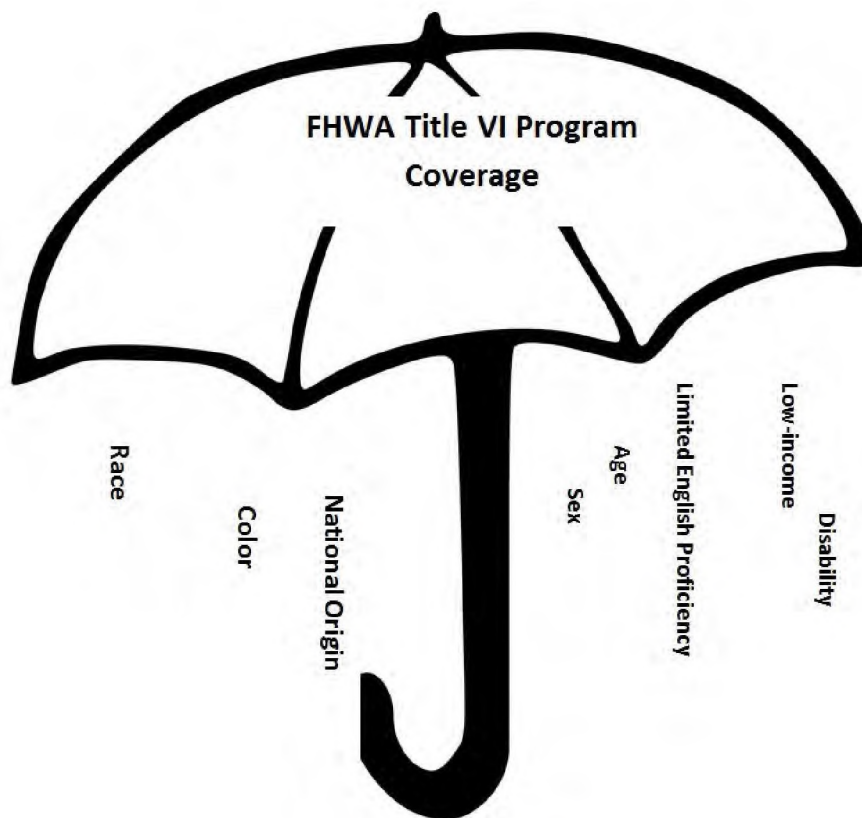 FHWA Title VI Program
Coverage
Race
Color
National Origin
Sex
Age
Limited English Proficiency
Low-income
Disability